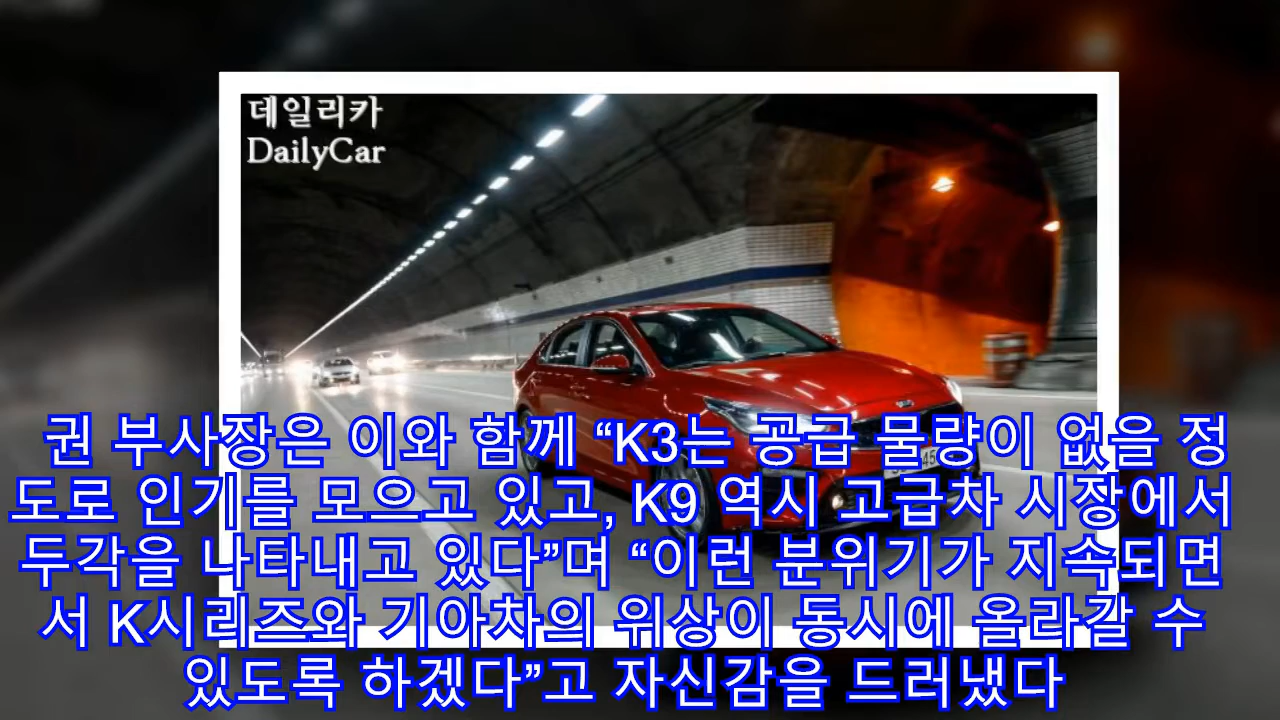 데일리카
DailyCar
권 부사장은 이와 함께 “K3는 공급 물량이 없을 정
도로 인기를 모으고 있고, K9 역시 고급차 시장에서
두각을 나타내고 있다”며 “이런 분위기가 지속되면
서 K시리즈와 기아차의 위상이 동시에 올라갈 수
있도록 하겠다”고 자신감을 드러냈다